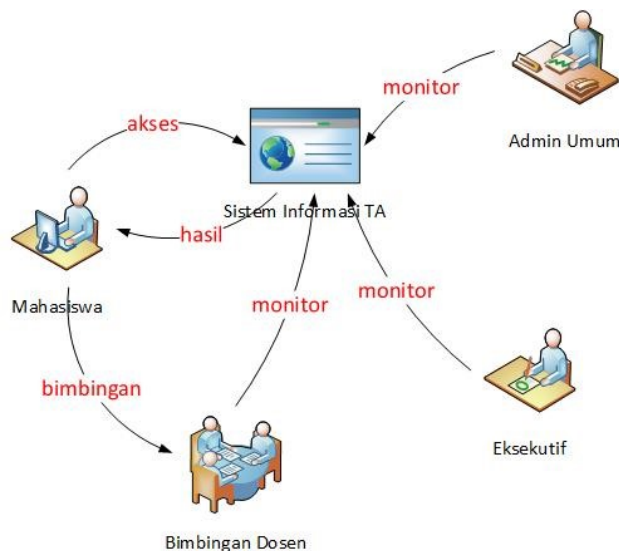 monitor
akses
Admin Umum
Sistem Informasi TA
hasil
Mahasiswa
monitor
monitor
bimbingan
Eksekutif
Bimbingan Dosen